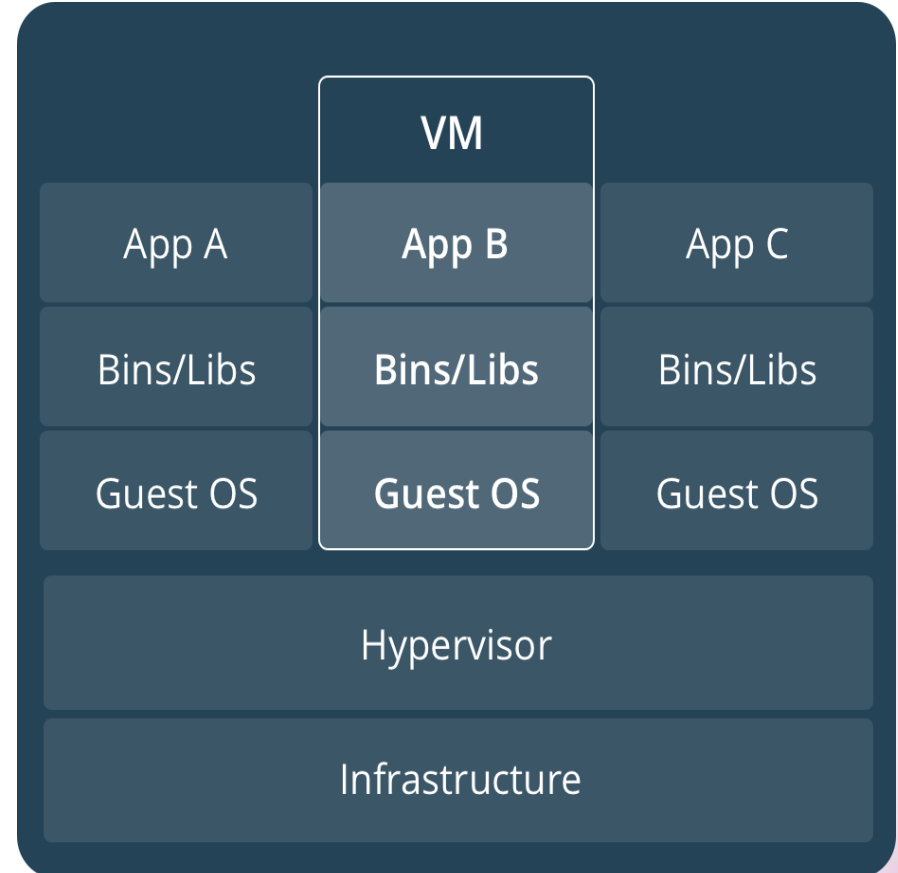 VM
App A
App B
App C
Bins/Libs
Bins/Libs
Bins/Libs
Guest OS
Guest OS
Guest OS
Hypervisor
Infrastructure